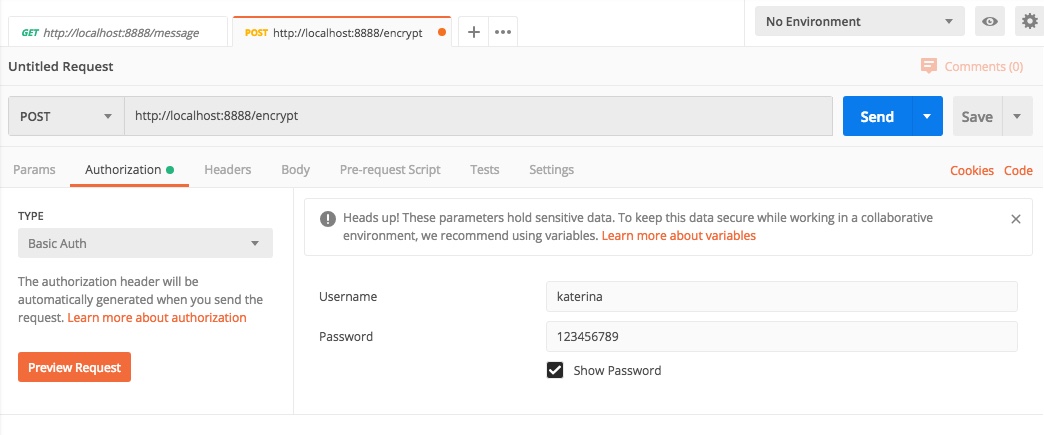 GET http://localhost:8888/message
POST http://localhost:8888/encrypt
No Environment
Untitled Request
Comments (0)
POST
http://localhost:8888/encrypt
Send
Save
Params
Authorization
Headers
Body
Pre-request Script
Tests
Settings
Cookies
Code
TYPE
Basic Auth
The authorization header will be
automatically generated when you send the
request. Learn more about authorization
Preview Request
Heads up! These parameters hold sensitive data. To keep this data secure while working in a collaborative
environment, we recommend using variables. Learn more about variables
Username
katerina
Password
123456789
Show Password